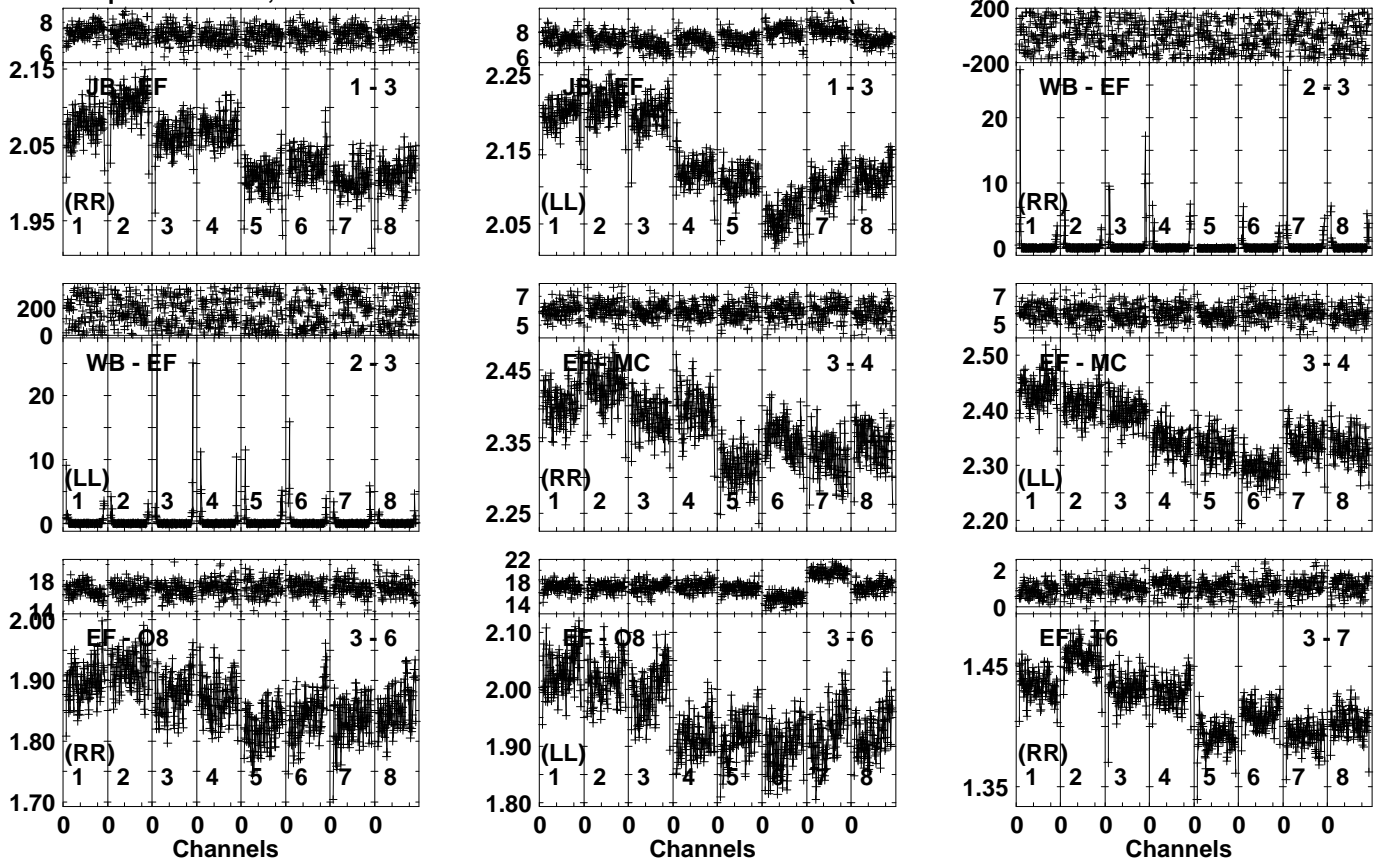 8
6
2.15
JB - EF 1 - 3
2.05
(RR)
1.95
1 2 3 4 5 6 7 8
8
6
2.25
JB - EF 1 - 3
2.15
(LL)
2.05
1 2 3 4 5 6 7 8
200
-200
WB - EF 2 - 3
20
10
(RR)
1 2 3 4 5 6 7 8
0
200
0
WB - EF 2 - 3
20
10
(LL)
1 2 3 4 5 6 7 8
0
7
5
2.45
EF - MC 3 - 4
2.35
(RR)
1 2 3 4 5 6 7 8
2.25
7
5
2.50
EF - MC 3 - 4
2.40
2.30
(LL)
1 2 3 4 5 6 7 8
2.20
18
14
2.00
EF - O8 3 - 6
1.90
1.80
(RR)
1 2 3 4 5 6 7 8
1.70
0 0 0 0 0 0 0 0
Channels
22
18
14
2.10
EF - O8 3 - 6
2.00
1.90
(LL)
1 2 3 4 5 6 7 8
1.80
0 0 0 0 0 0 0 0
Channels
2
0
EF - T6 3 - 7
1.45
(RR)
1 2 3 4 5 6 7 8
1.35
0 0 0 0 0 0 0 0
Channels